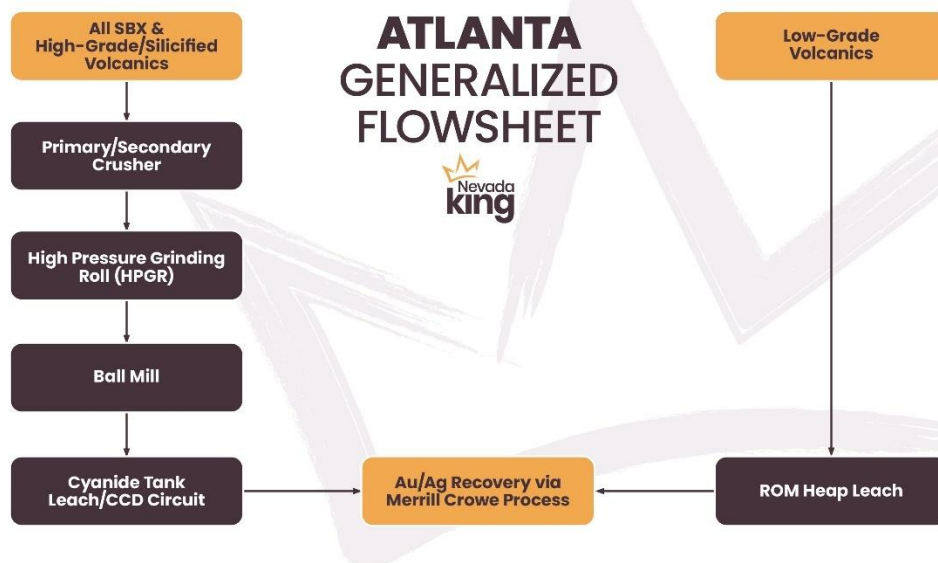 All SBX &
High-Grade/Silicified
Volcanics
ATLANTA
GENERALIZED
FLOWSHEET
Nevada
king
Low-Grade
Volcanics
Primary/Secondary
Crusher
High Pressure Grinding
Roll (HPGR)
Ball Mill
Cyanide Tank
Leach/CCD Circuit
Au/Ag Recovery via
Merrill Crowe Process
ROM Heap Leach